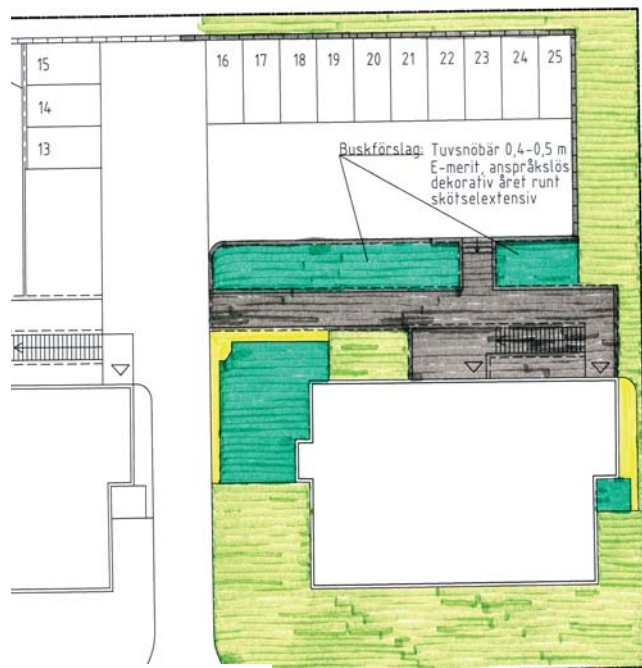 15
14
13
16 17 18 19 20 21 22 23 24 25
Buskförslag: Tuvsnöbär 0,4-0,5 m
E-merit, anspråkslös
dekorativ året runt
skötselextensiv